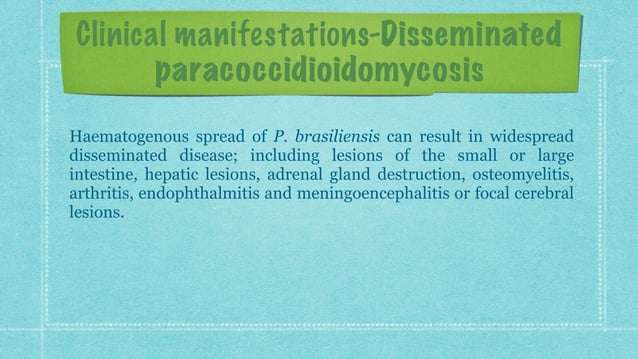 Clinical manifestations-Disseminated
paracoccidioidomycosis
Haematogenous spread of P. brasiliensis can result in widespread
disseminated disease; including lesions of the small or large
intestine, hepatic lesions, adrenal gland destruction, osteomyelitis,
arthritis, endophthalmitis and meningoencephalitis or focal cerebral
lesions.